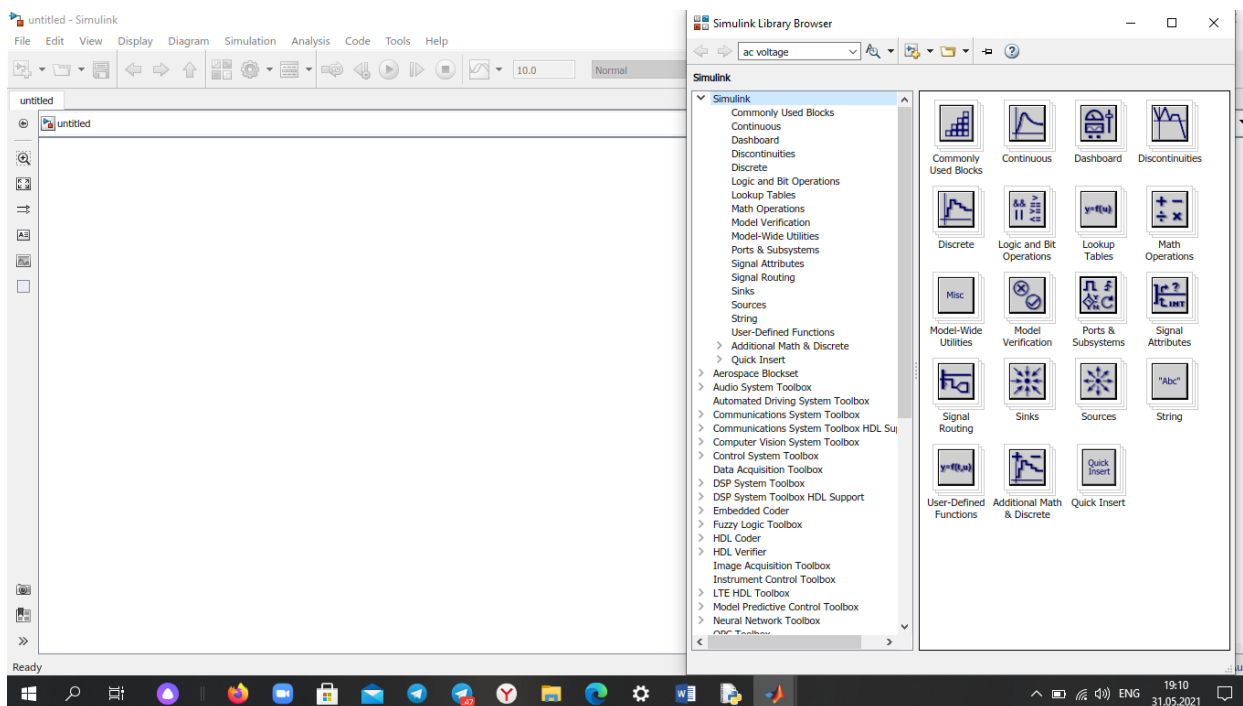 untitled - Simulink
File Edit View Display Diagram Simulation Analysis Code Tools Help
10.0 Normal
untitled
untitled
Ready
Simulink Library Browser
ac voltage
Simulink
Simulink
Commonly Used Blocks
Continuous
Dashboard
Discontinuities
Discrete
Logic and Bit Operations
Lookup Tables
Math Operations
Model Verification
Model-Wide Utilities
Ports & Subsystems
Signal Attributes
Signal Routing
Sinks
Sources
String
User-Defined Functions
Additional Math & Discrete
Quick Insert
Aerospace Blockset
Audio System Toolbox
Automated Driving System Toolbox
Communications System Toolbox
Communications System Toolbox HDL Su
Computer Vision System Toolbox
Control System Toolbox
Data Acquisition Toolbox
DSP System Toolbox
DSP System Toolbox HDL Support
Embedded Coder
Fuzzy Logic Toolbox
HDL Coder
HDL Verifier
Image Acquisition Toolbox
Instrument Control Toolbox
LTE HDL Toolbox
Model Predictive Control Toolbox
Neural Network Toolbox
OPC Toolbox
Commonly Continuous Dashboard Discontinuities
Used Blocks
&& > || >= <=
y=f(u)
+ − ÷ ×
Discrete Logic and Bit Lookup Math
Operations Tables Operations
Misc
? INT
Model-Wide Model Ports & Signal
Utilities Verification Subsystems Attributes
"Abc"
Signal Sinks Sources String
Routing
y=f(t,u)
Quick
Insert
User-Defined Additional Math Quick Insert
Functions & Discrete
47
ENG
19:10
31.05.2021